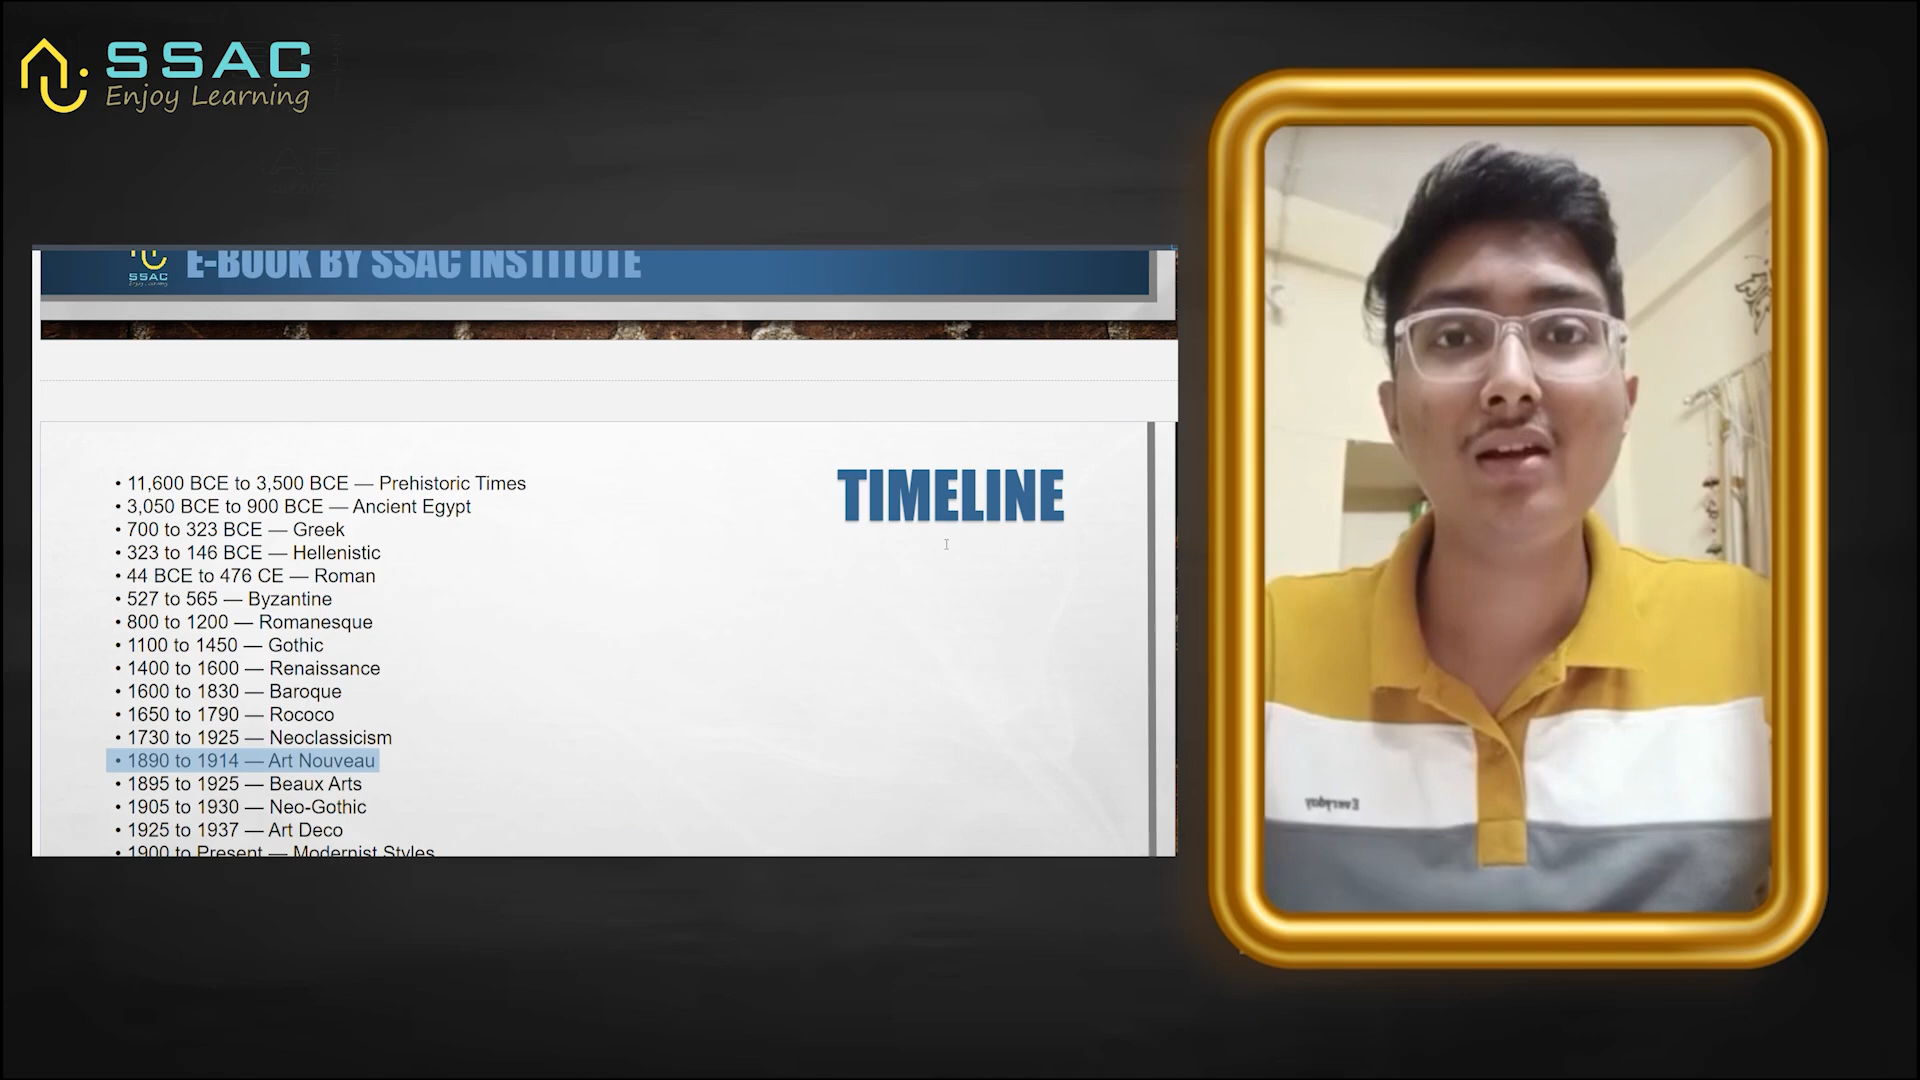 SSAC
Enjoy Learning
SSAC
E-BOOK BY SSAC INSTITUTE
TIMELINE
• 11,600 BCE to 3,500 BCE — Prehistoric Times
• 3,050 BCE to 900 BCE — Ancient Egypt
• 700 to 323 BCE — Greek
• 323 to 146 BCE — Hellenistic
• 44 BCE to 476 CE — Roman
• 527 to 565 — Byzantine
• 800 to 1200 — Romanesque
• 1100 to 1450 — Gothic
• 1400 to 1600 — Renaissance
• 1600 to 1830 — Baroque
• 1650 to 1790 — Rococo
• 1730 to 1925 — Neoclassicism
• 1890 to 1914 — Art Nouveau
• 1895 to 1925 — Beaux Arts
• 1905 to 1930 — Neo-Gothic
• 1925 to 1937 — Art Deco
• 1900 to Present — Modernist Styles
Everyday